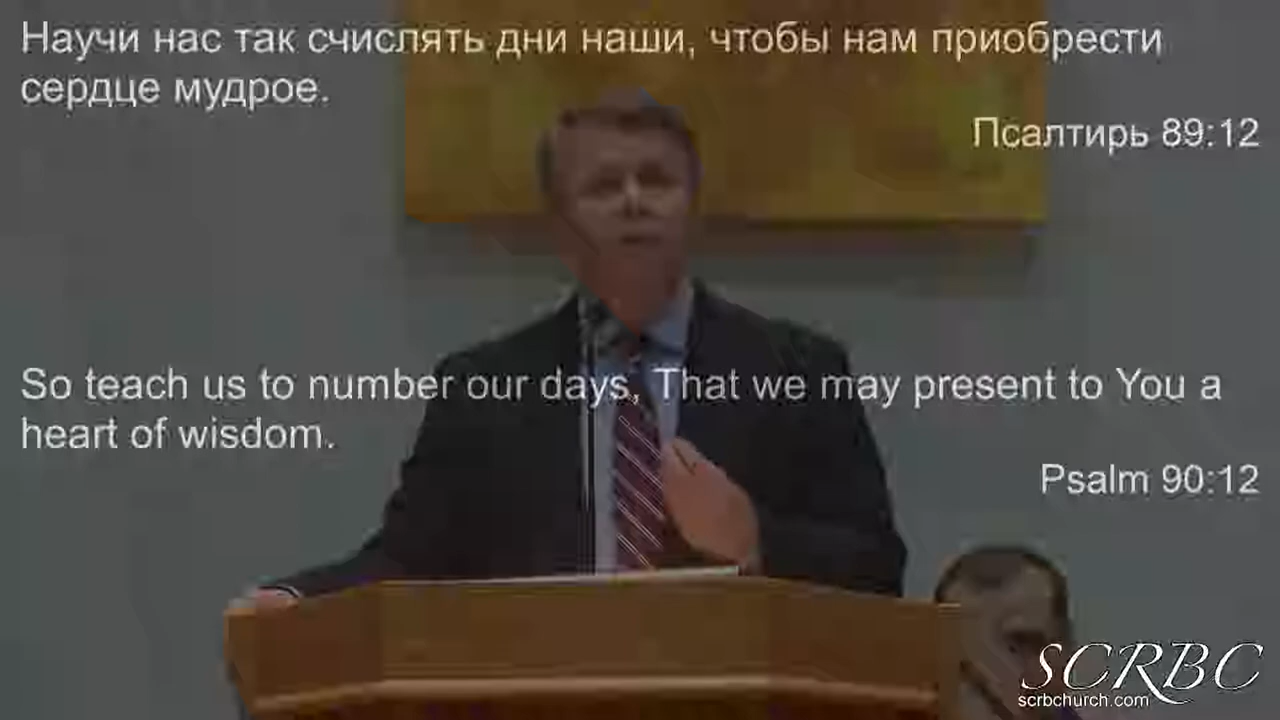 Научи нас так счислять дни наши, чтобы нам приобрести
сердце мудрое.
Псалтирь 89:12
So teach us to number our days, That we may present to You a
heart of wisdom.
Psalm 90:12
SCRBC
scrbchurch.com